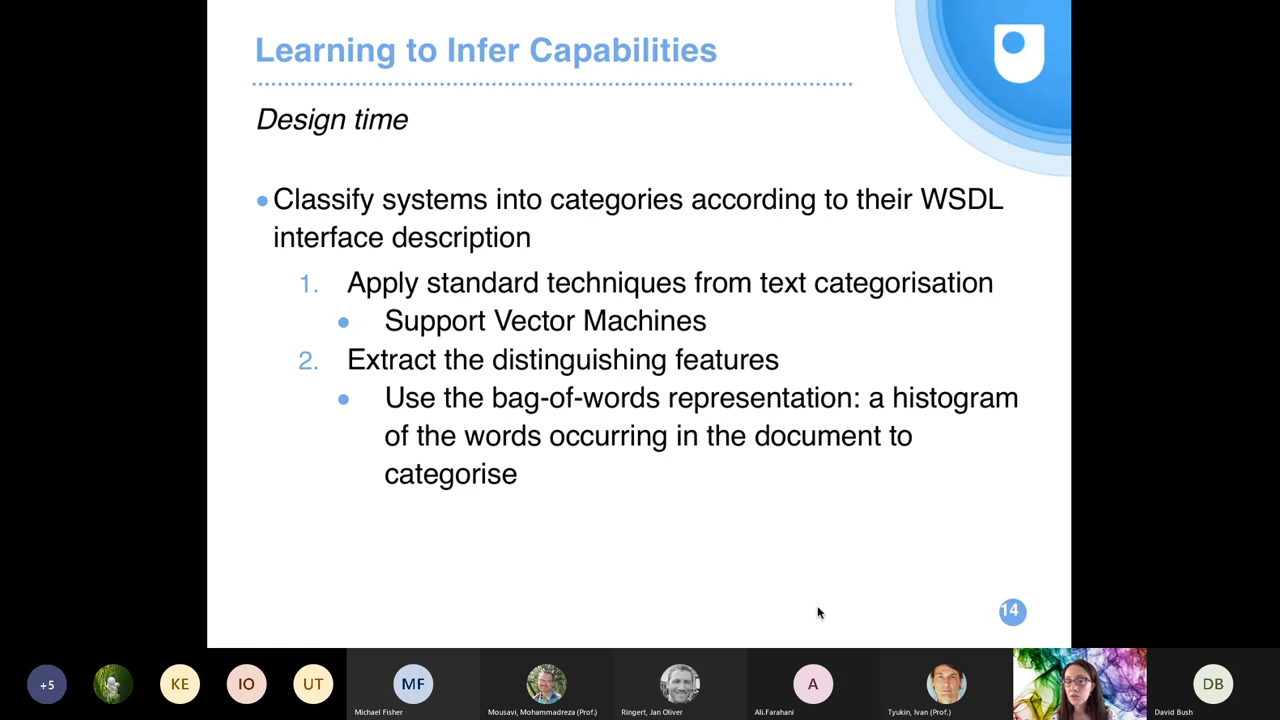 Learning to Infer Capabilities
Design time
Classify systems into categories according to their WSDL
interface description
1. Apply standard techniques from text categorisation
Support Vector Machines
2. Extract the distinguishing features
Use the bag-of-words representation: a histogram
of the words occurring in the document to
categorise
14
+5
KE
IO
UT
MF
A
DB
Michael Fisher
Mousavi, Mohammadreza (Prof.)
Ringert, Jan Oliver
Ali.Farahani
Tyukin, Ivan (Prof.)
David Bush